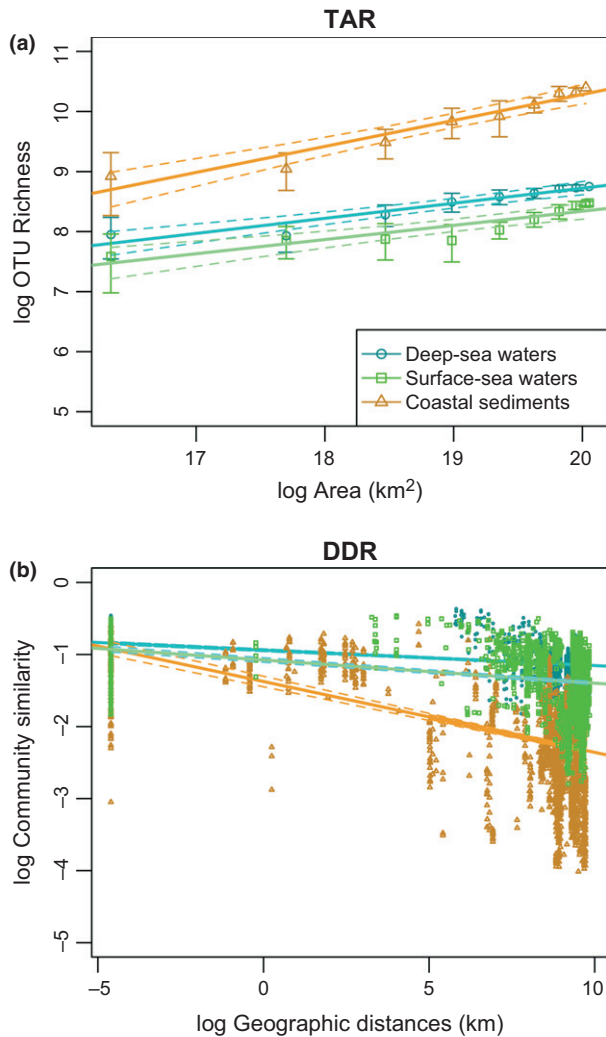 TAR
(a)
log OTU Richness
11
10
9
8
7
6
5
17 18 19 20
log Area (km²)
Deep-sea waters
Surface-sea waters
Coastal sediments
DDR
(b)
log Community similarity
0
−1
−2
−3
−4
−5
−5 0 5 10
log Geographic distances (km)